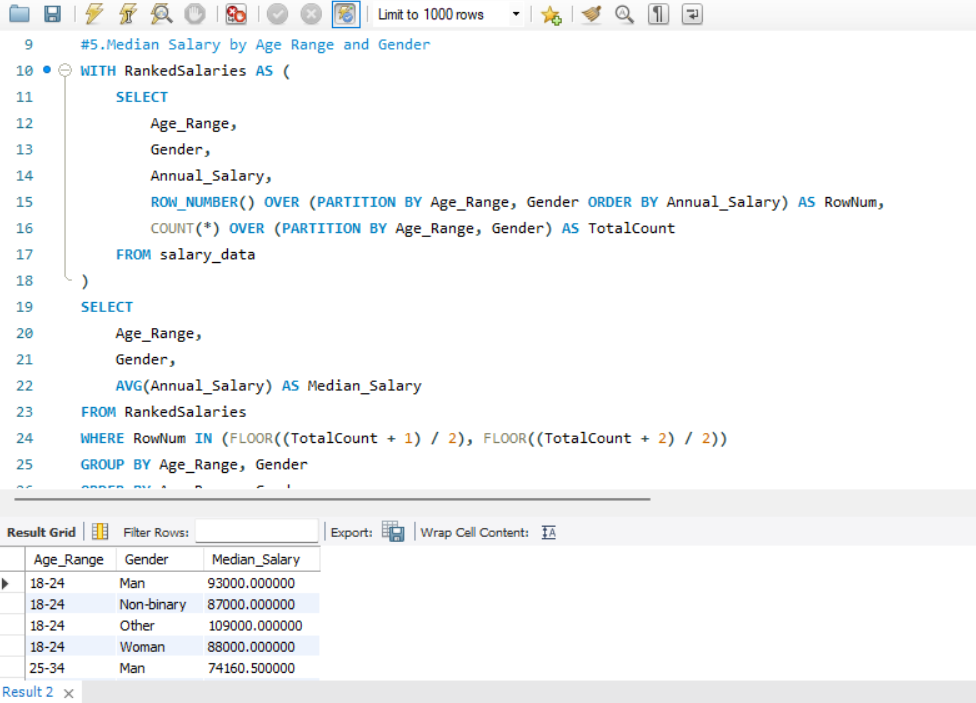 Limit to 1000 rows
9 #5.Median Salary by Age Range and Gender
10 WITH RankedSalaries AS (
11 SELECT
12 Age_Range,
13 Gender,
14 Annual_Salary,
15 ROW_NUMBER() OVER (PARTITION BY Age_Range, Gender ORDER BY Annual_Salary) AS RowNum,
16 COUNT(*) OVER (PARTITION BY Age_Range, Gender) AS TotalCount
17 FROM salary_data
18 )
19 SELECT
20 Age_Range,
21 Gender,
22 AVG(Annual_Salary) AS Median_Salary
23 FROM RankedSalaries
24 WHERE RowNum IN (FLOOR((TotalCount + 1) / 2), FLOOR((TotalCount + 2) / 2))
25 GROUP BY Age_Range, Gender
Result Grid Filter Rows: Export: Wrap Cell Content:
Age_Range Gender Median_Salary
18-24 Man 93000.000000
18-24 Non-binary 87000.000000
18-24 Other 109000.000000
18-24 Woman 88000.000000
25-34 Man 74160.500000
Result 2